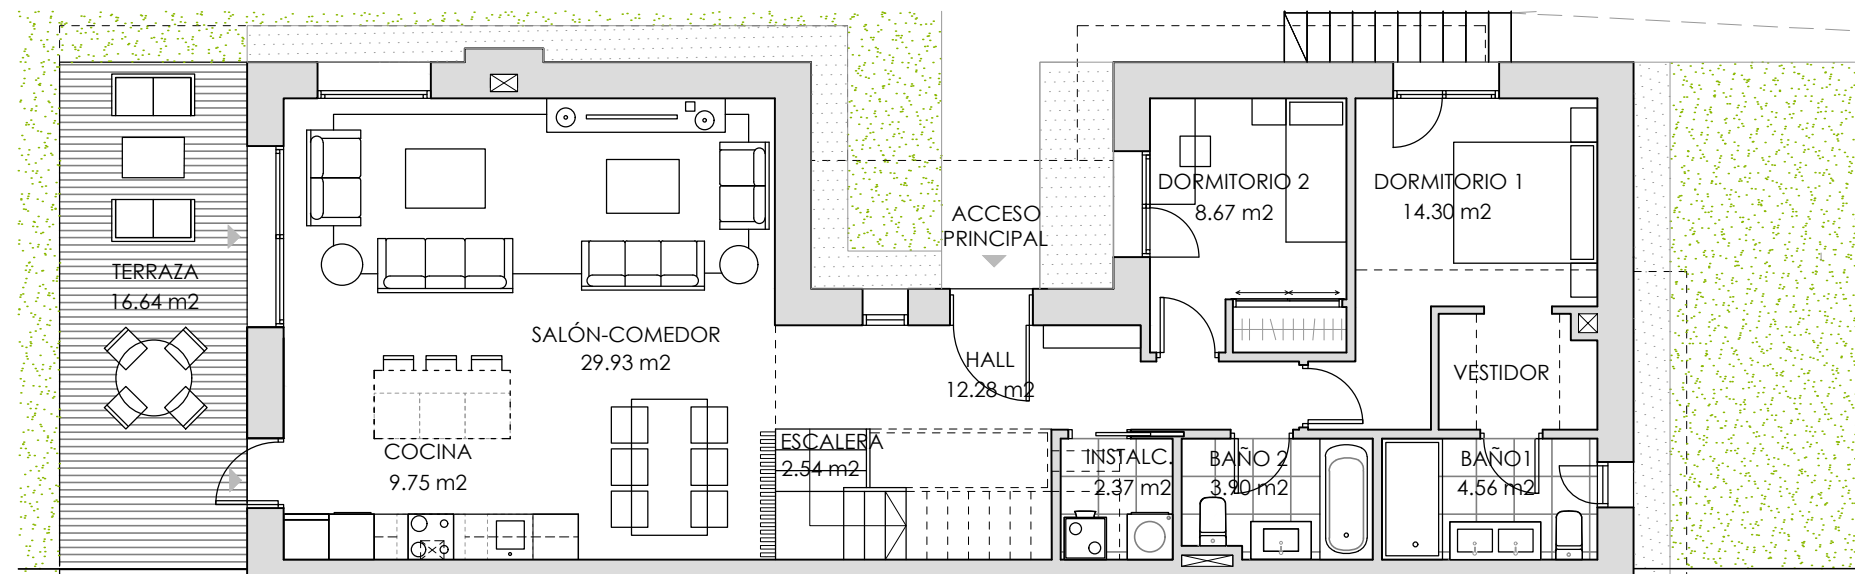 TERRAZA
16.64 m2
SALÓN-COMEDOR
29.93 m2
COCINA
9.75 m2
ESCALERA
2.54 m2
ACCESO
PRINCIPAL
HALL
12.28 m2
INSTALC.
2.37 m2
DORMITORIO 2
8.67 m2
DORMITORIO 1
14.30 m2
VESTIDOR
BAÑO 2
3.90 m2
BAÑO1
4.56 m2